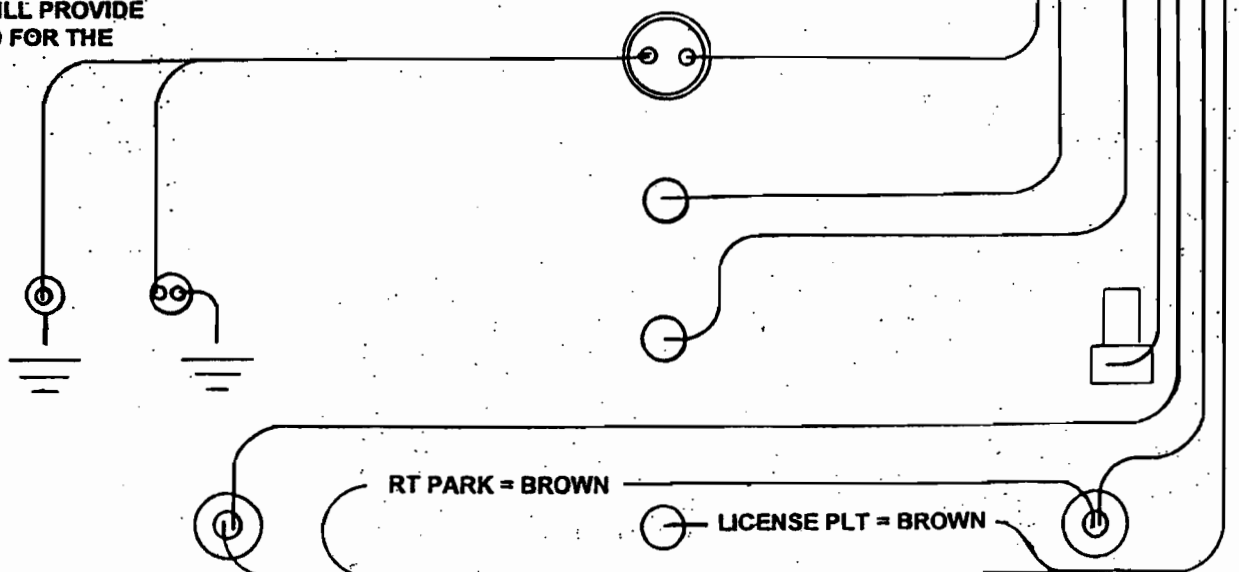 ILL PROVIDE
FOR THE
RT PARK = BROWN
LICENSE PLT = BROWN